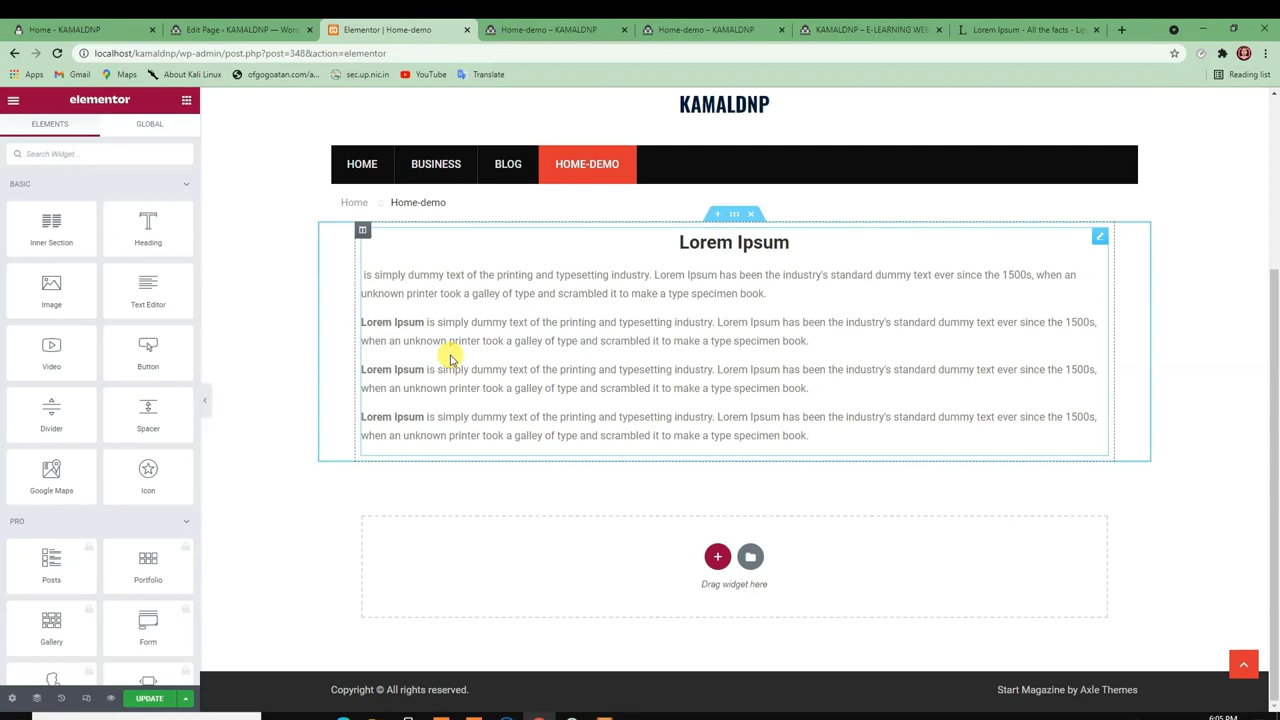 Home - KAMALDNP
Edit Page ‹ KAMALDNP — Wor
Elementor | Home-demo
Home-demo – KAMALDNP
Home-demo – KAMALDNP
KAMALDNP – E-LEARNING WEB
Lorem Ipsum - All the facts - Lip
localhost/kamaldnp/wp-admin/post.php?post=348&action=elementor
Apps Gmail Maps About Kali Linux ofgogoatan.com/a... sec.up.nic.in YouTube Translate Reading list
elementor
ELEMENTS GLOBAL
Search Widget...
BASIC
Inner Section Heading
Image Text Editor
Video Button
Divider Spacer
Google Maps Icon
PRO
Posts Portfolio
Gallery Form
UPDATE
KAMALDNP
HOME BUSINESS BLOG HOME-DEMO
Home Home-demo
Lorem Ipsum
is simply dummy text of the printing and typesetting industry. Lorem Ipsum has been the industry's standard dummy text ever since the 1500s, when an
unknown printer took a galley of type and scrambled it to make a type specimen book.
Lorem Ipsum is simply dummy text of the printing and typesetting industry. Lorem Ipsum has been the industry's standard dummy text ever since the 1500s,
when an unknown printer took a galley of type and scrambled it to make a type specimen book.
Lorem Ipsum is simply dummy text of the printing and typesetting industry. Lorem Ipsum has been the industry's standard dummy text ever since the 1500s,
when an unknown printer took a galley of type and scrambled it to make a type specimen book.
Lorem Ipsum is simply dummy text of the printing and typesetting industry. Lorem Ipsum has been the industry's standard dummy text ever since the 1500s,
when an unknown printer took a galley of type and scrambled it to make a type specimen book.
Drag widget here
Copyright © All rights reserved.
Start Magazine by Axle Themes
6:05 PM